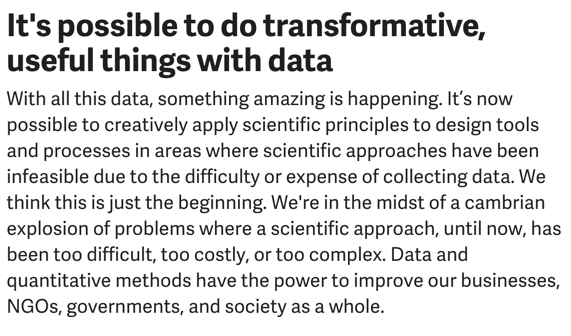 It's possible to do transformative,
useful things with data
With all this data, something amazing is happening. It’s now
possible to creatively apply scientific principles to design tools
and processes in areas where scientific approaches have been
infeasible due to the difficulty or expense of collecting data. We
think this is just the beginning. We're in the midst of a cambrian
explosion of problems where a scientific approach, until now, has
been too difficult, too costly, or too complex. Data and
quantitative methods have the power to improve our businesses,
NGOs, governments, and society as a whole.